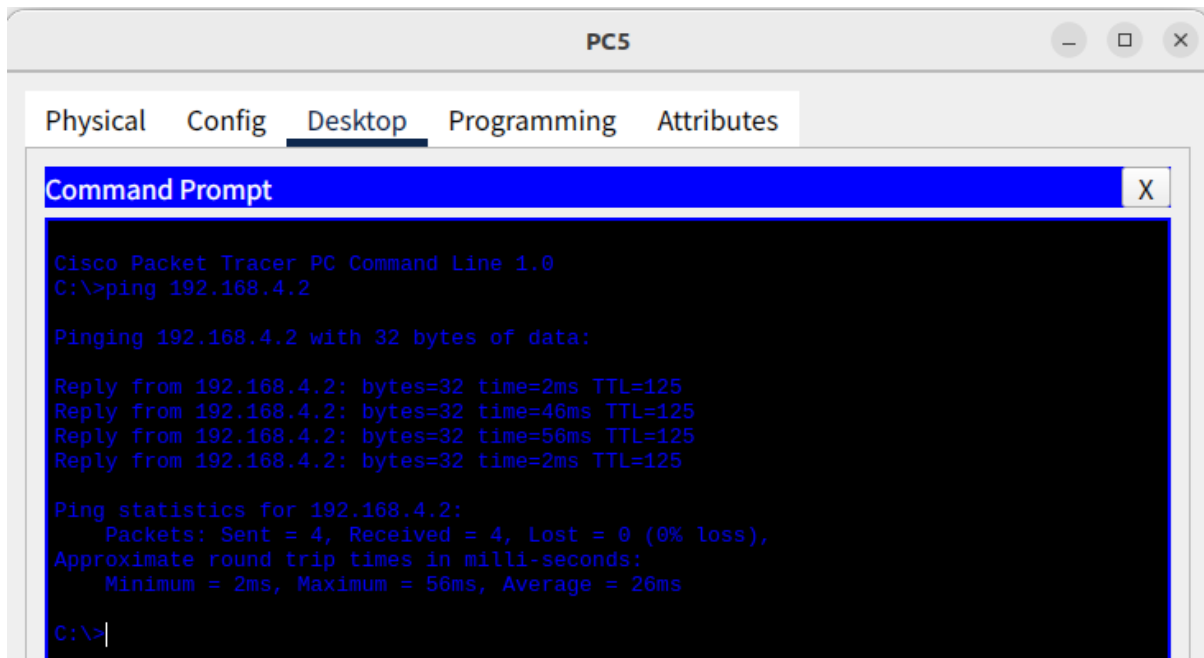 PC5
Physical Config Desktop Programming Attributes
Command Prompt X
Cisco Packet Tracer PC Command Line 1.0
C:\>ping 192.168.4.2
Pinging 192.168.4.2 with 32 bytes of data:
Reply from 192.168.4.2: bytes=32 time=2ms TTL=125
Reply from 192.168.4.2: bytes=32 time=46ms TTL=125
Reply from 192.168.4.2: bytes=32 time=56ms TTL=125
Reply from 192.168.4.2: bytes=32 time=2ms TTL=125
Ping statistics for 192.168.4.2:
    Packets: Sent = 4, Received = 4, Lost = 0 (0% loss),
Approximate round trip times in milli-seconds:
    Minimum = 2ms, Maximum = 56ms, Average = 26ms
C:\>